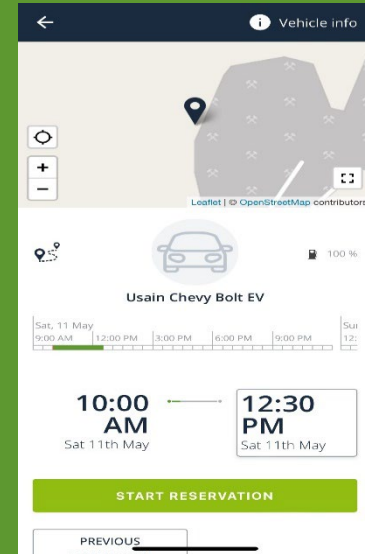 Vehicle info
Leaflet | © OpenStreetMap contributors
100 %
Usain Chevy Bolt EV
Sat, 11 May
Sur
9:00 AM 12:00 PM 3:00 PM 6:00 PM 9:00 PM 12:
10:00
AM
Sat 11th May
12:30
PM
Sat 11th May
START RESERVATION
PREVIOUS